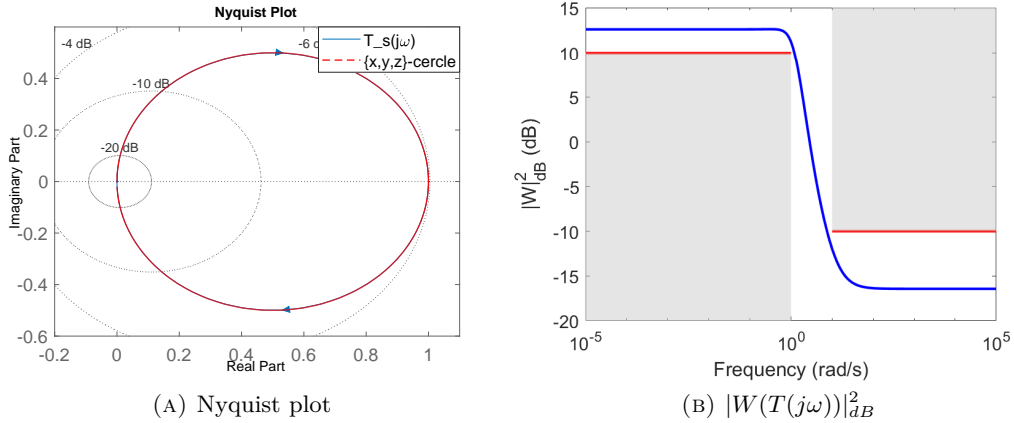 Nyquist Plot
-4 dB
-6 d
T_s(jω)
{x,y,z}-cercle
-10 dB
-20 dB
0.4
0.2
0
-0.2
-0.4
-0.6
Imaginary Part
-0.2
0
0.2
0.4
0.6
0.8
1
Real Part
(A) Nyquist plot
15
10
5
0
-5
-10
-15
-20
|W|²dB (dB)
10⁻⁵
10⁰
10⁵
Frequency (rad/s)
(B) |W(T(jω))|²dB